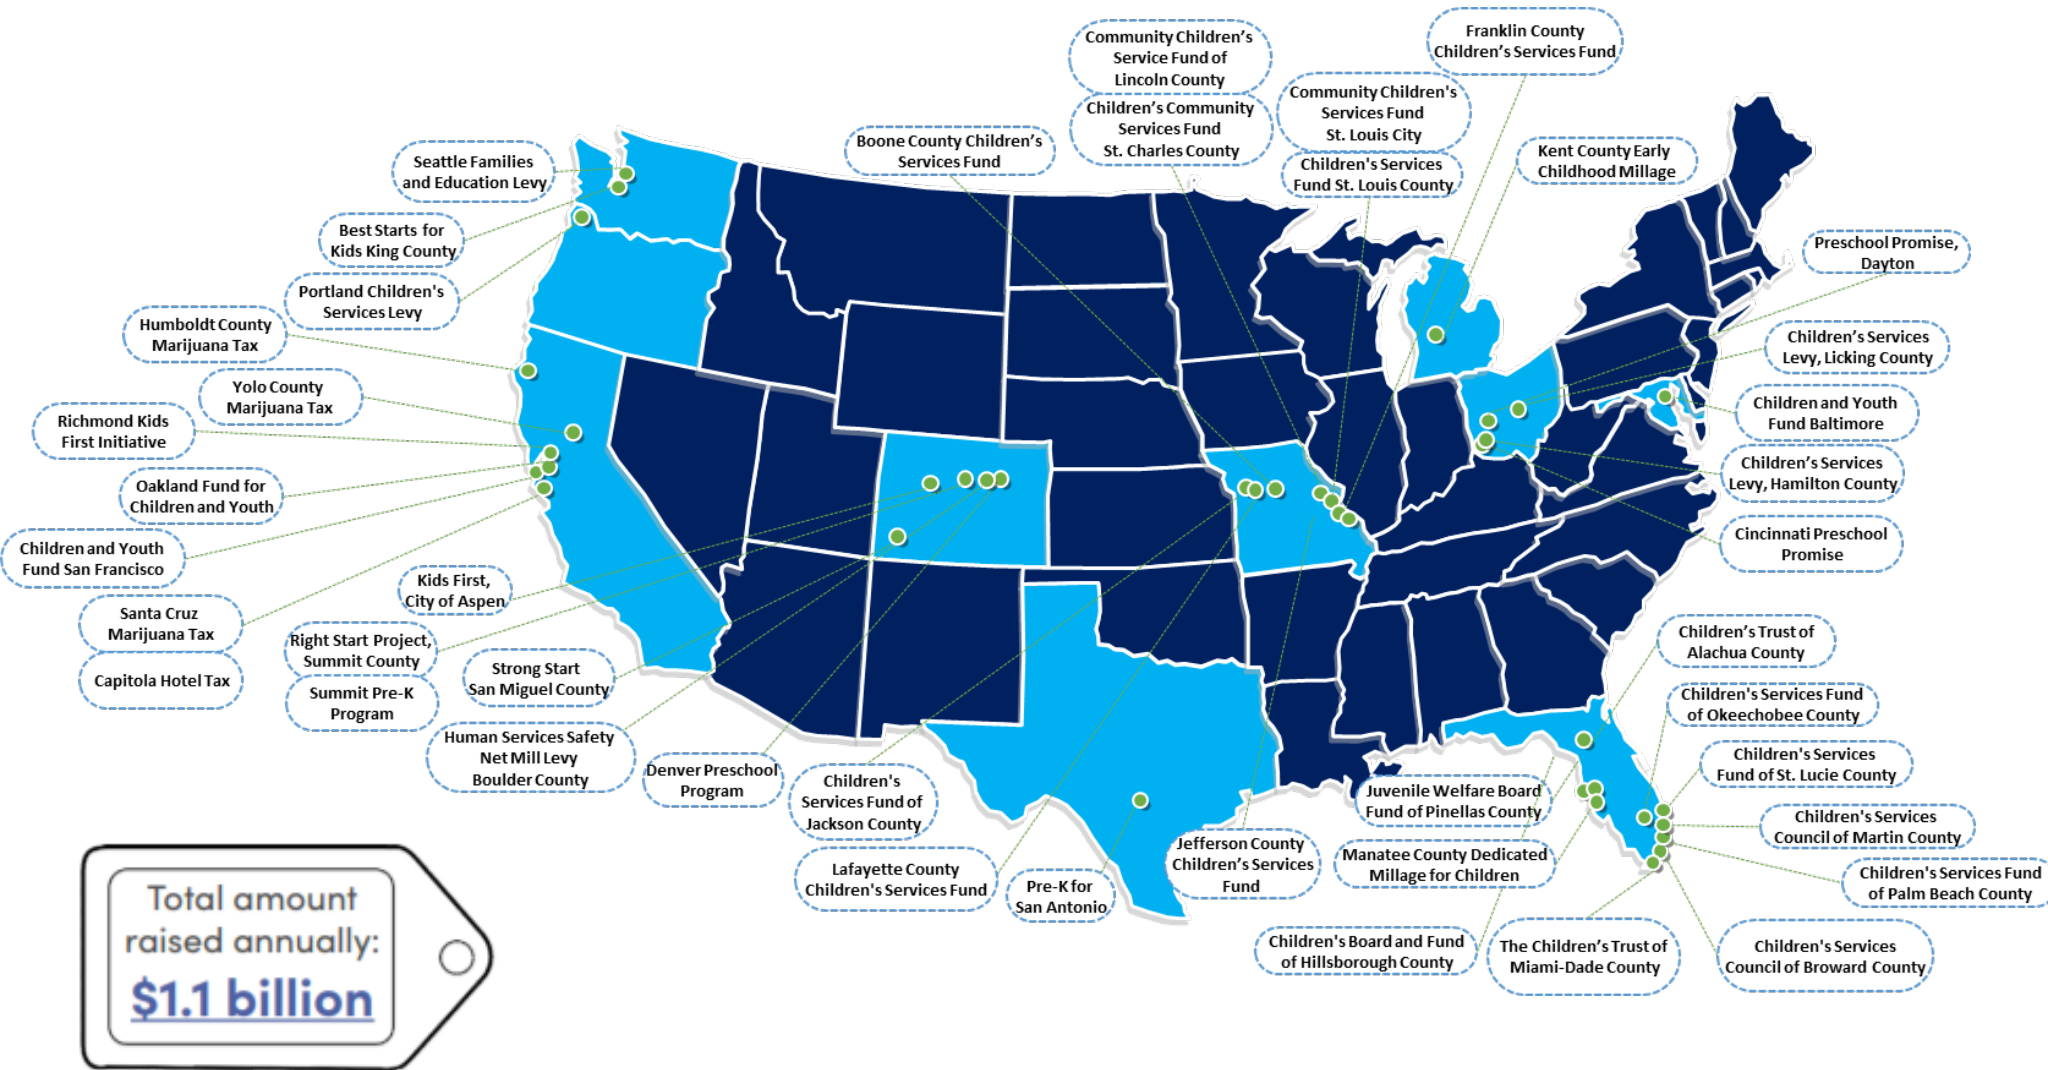 Community Children’s
Service Fund of
Lincoln County
Children’s Community
Services Fund
St. Charles County
Community Children's
Services Fund
St. Louis City
Children's Services
Fund St. Louis County
Franklin County
Children’s Services Fund
Boone County Children’s
Services Fund
Kent County Early
Childhood Millage
Seattle Families
and Education Levy
Best Starts for
Kids King County
Portland Children's
Services Levy
Humboldt County
Marijuana Tax
Yolo County
Marijuana Tax
Richmond Kids
First Initiative
Oakland Fund for
Children and Youth
Children and Youth
Fund San Francisco
Santa Cruz
Marijuana Tax
Capitola Hotel Tax
Kids First,
City of Aspen
Right Start Project,
Summit County
Summit Pre-K
Program
Strong Start
San Miguel County
Human Services Safety
Net Mill Levy
Boulder County
Denver Preschool
Program
Children's
Services Fund of
Jackson County
Lafayette County
Children's Services Fund
Pre-K for
San Antonio
Jefferson County
Children’s Services
Fund
Preschool Promise,
Dayton
Children’s Services
Levy, Licking County
Children and Youth
Fund Baltimore
Children’s Services
Levy, Hamilton County
Cincinnati Preschool
Promise
Children’s Trust of
Alachua County
Children's Services Fund
of Okeechobee County
Children's Services
Fund of St. Lucie County
Children's Services
Council of Martin County
Children's Services Fund
of Palm Beach County
Children's Services
Council of Broward County
The Children’s Trust of
Miami-Dade County
Juvenile Welfare Board
Fund of Pinellas County
Manatee County Dedicated
Millage for Children
Children's Board and Fund
of Hillsborough County
Total amount
raised annually:
$1.1 billion